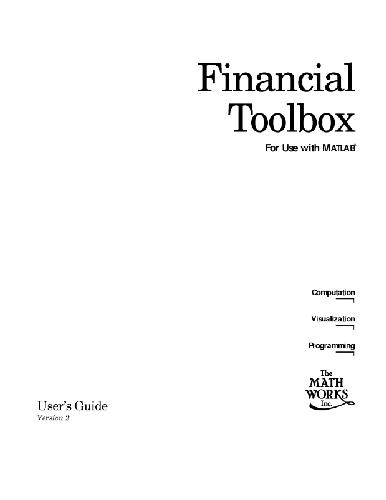 Financial
Toolbox
For Use with MATLAB®
Computation
Visualization
Programming
The
MATH
WORKS
Inc.
User's Guide
Version 2